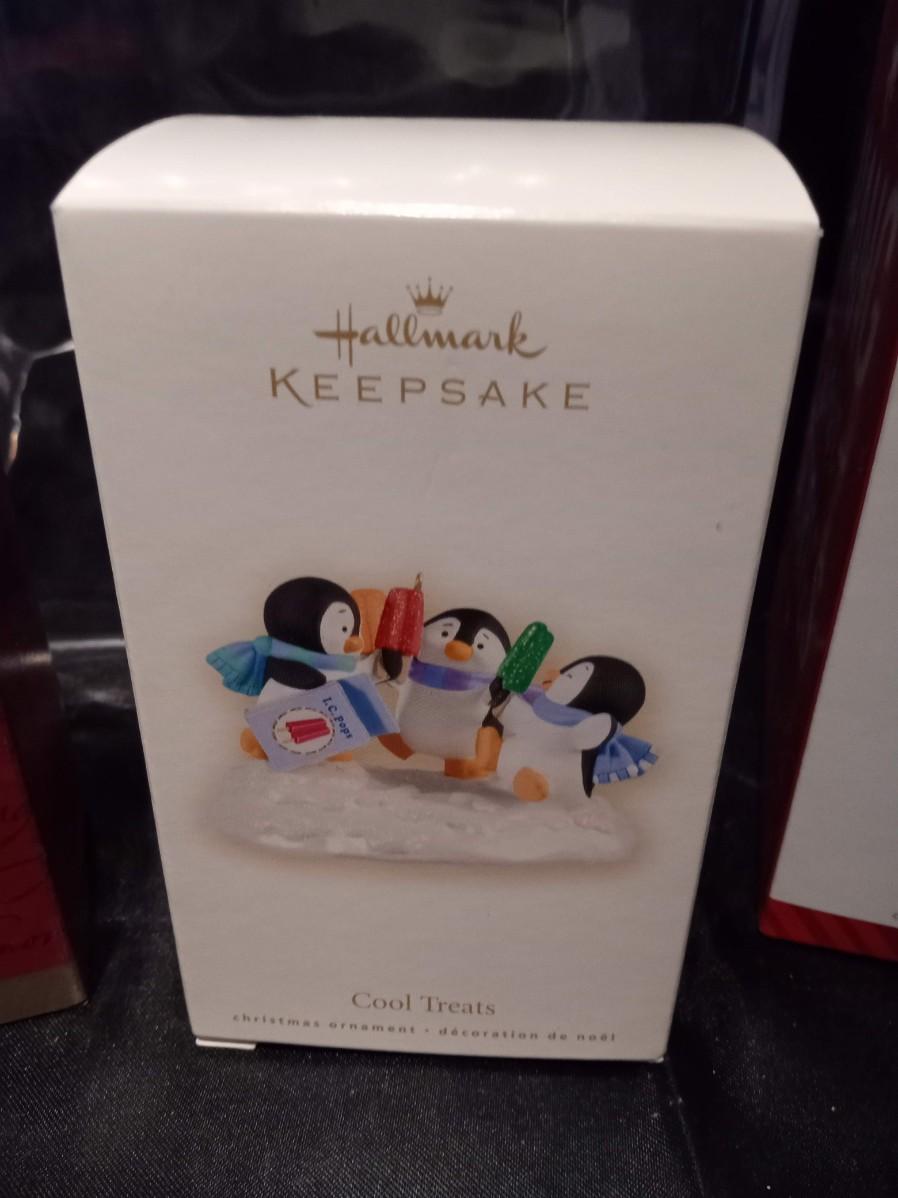 Hallmark
KEEPSAKE
I.C. Pops
Cool Treats
christmas ornament • décoration de noël